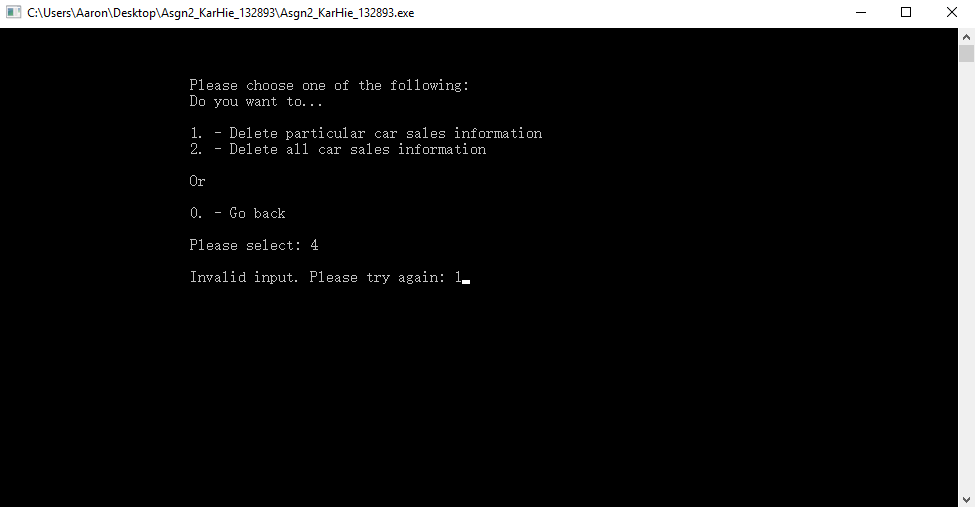 C:\Users\Aaron\Desktop\Asgn2_KarHie_132893\Asgn2_KarHie_132893.exe
Please choose one of the following:
Do you want to...
1. - Delete particular car sales information
2. - Delete all car sales information
Or
0. - Go back
Please select: 4
Invalid input. Please try again: 1